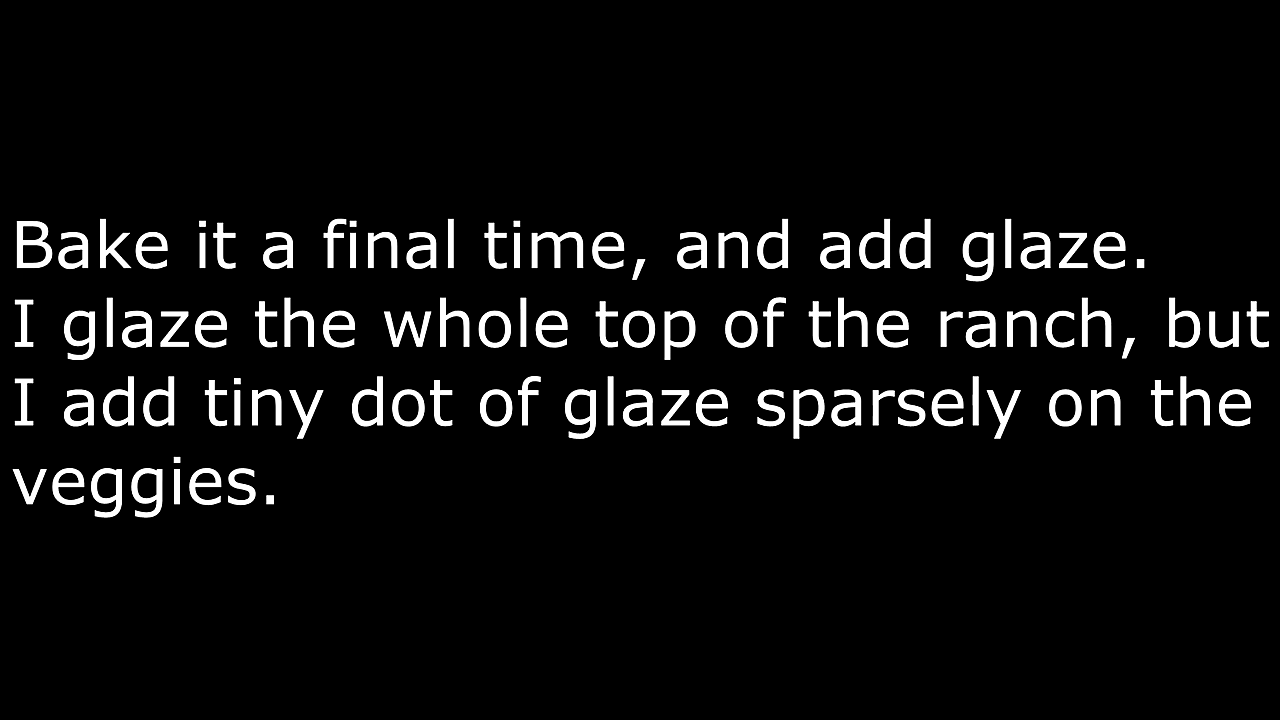 Bake it a final time, and add glaze.
I glaze the whole top of the ranch, but
I add tiny dot of glaze sparsely on the
veggies.